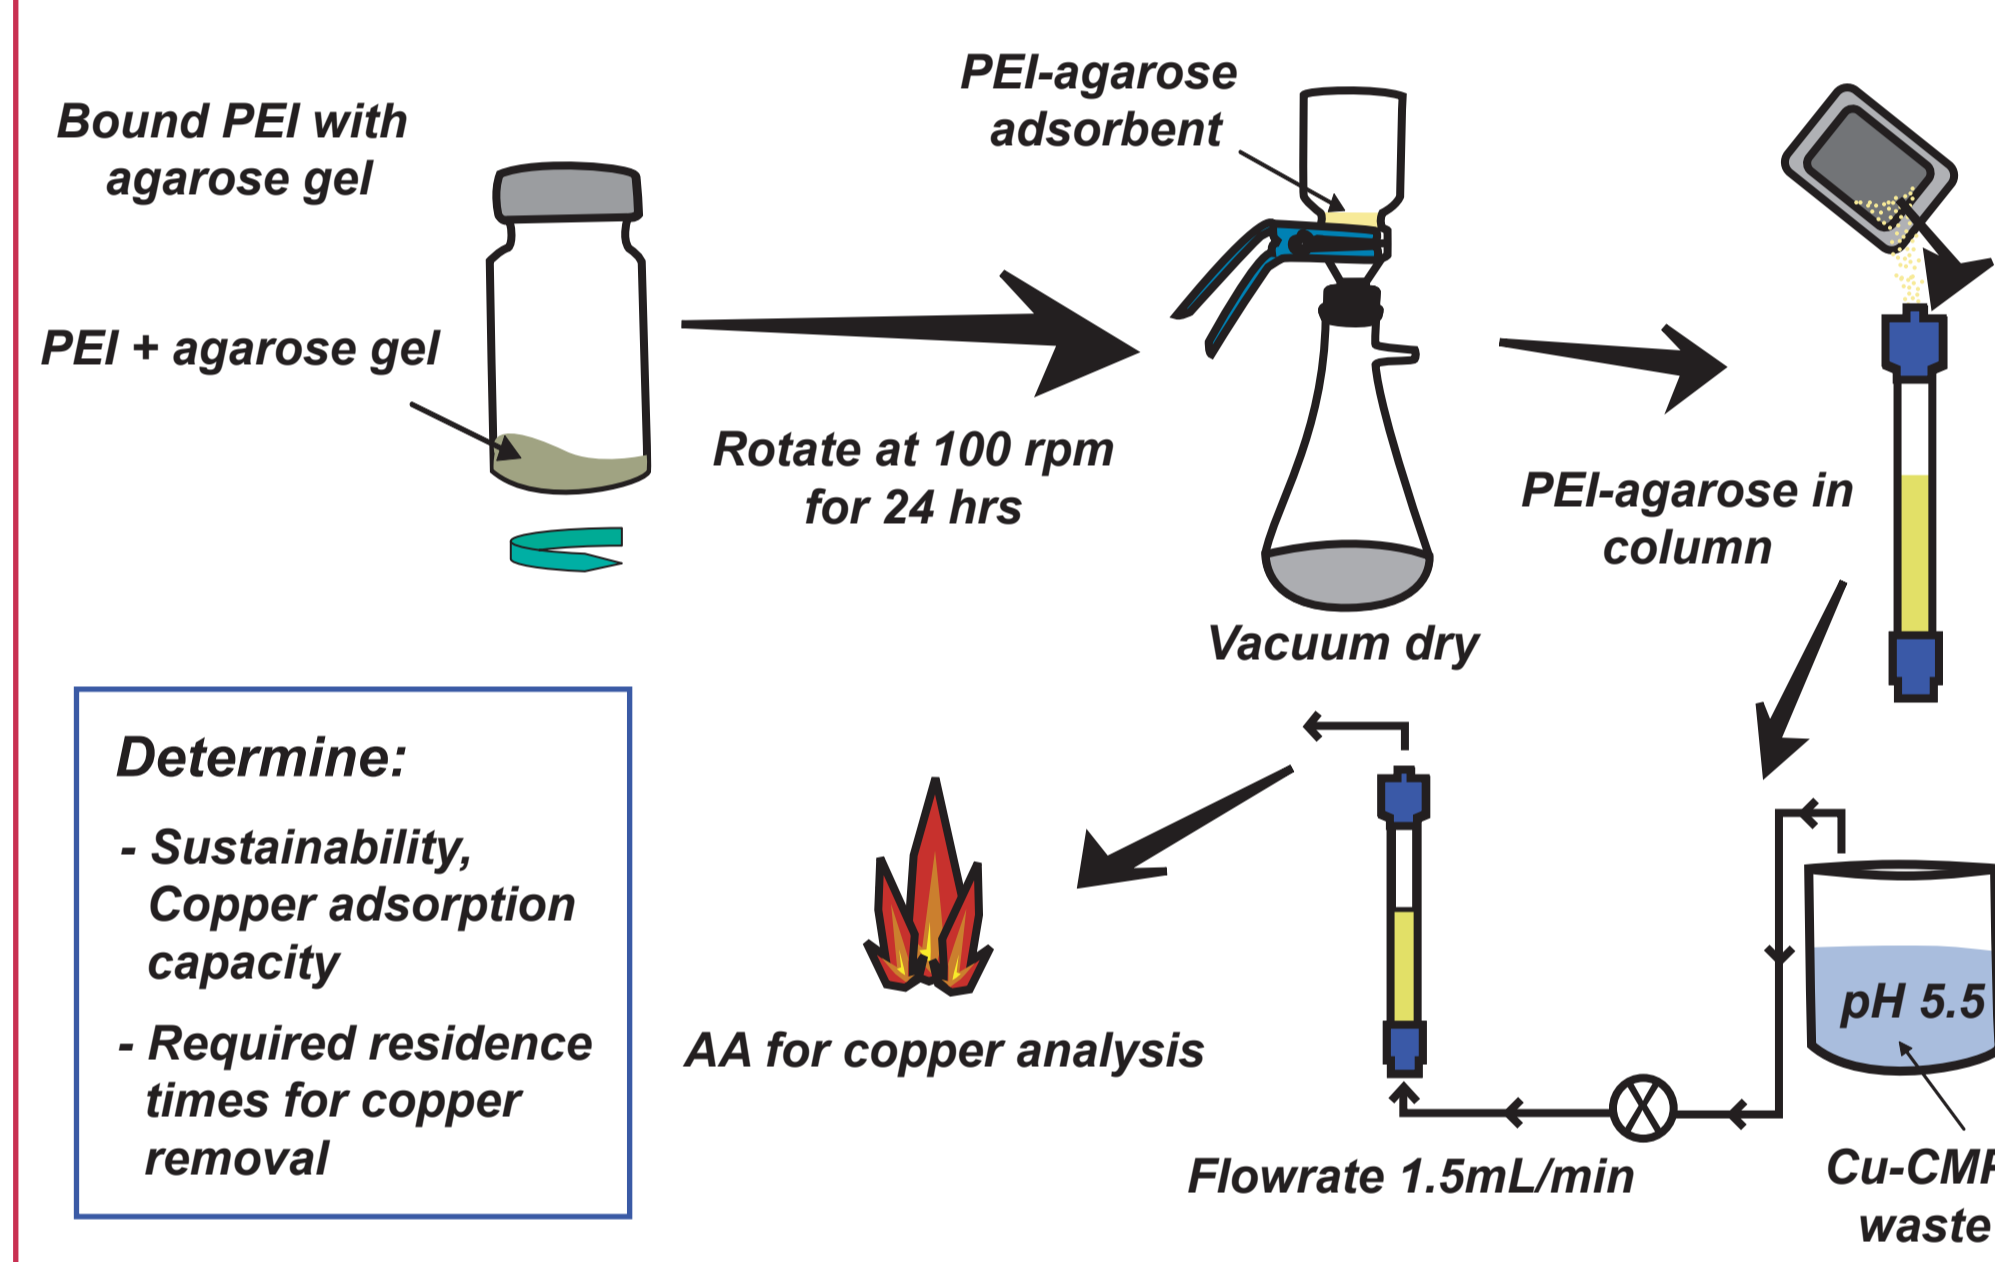 Bound PEI with
agarose gel
PEI + agarose gel
Rotate at 100 rpm
for 24 hrs
PEI-agarose
adsorbent
Vacuum dry
PEI-agarose in
column
pH 5.5
waste
Flowrate 1.5mL/min
AA for copper analysis
Determine:
- Sustainability,
Copper adsorption
capacity
- Required residence
times for copper
removal